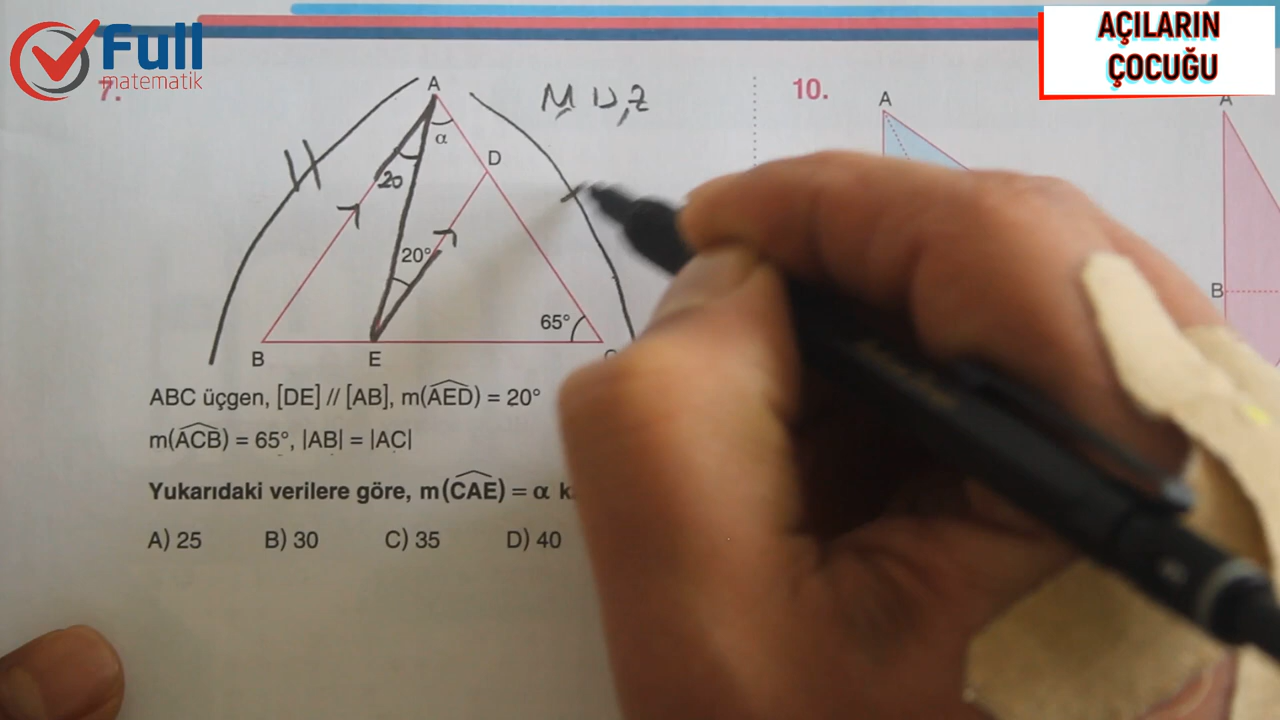 Full
matematik
AÇILARIN
ÇOCUĞU
7.
A
α
D
20
20°
65°
B
E
10.
A
A
B
ABC üçgen, [DE] // [AB], m(AED) = 20°
m(ACB) = 65°, |AB| = |AC|
Yukarıdaki verilere göre, m(CAE) = α
A) 25 B) 30 C) 35 D) 40